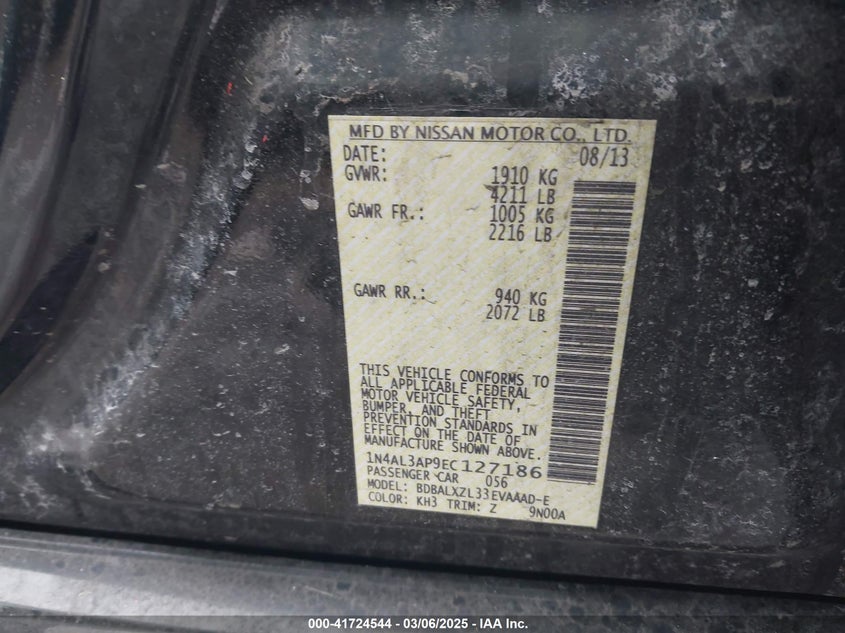 MFD BY NISSAN MOTOR CO., LTD.
DATE: 08/13
GVWR: 1910 KG
4211 LB
GAWR FR.: 1005 KG
2216 LB
GAWR RR.: 940 KG
2072 LB
THIS VEHICLE CONFORMS TO
ALL APPLICABLE FEDERAL
MOTOR VEHICLE SAFETY,
BUMPER, AND THEFT
PREVENTION STANDARDS IN
EFFECT ON THE DATE OF
MANUFACTURE SHOWN ABOVE.
1N4AL3AP9EC127186
PASSENGER CAR 056
MODEL: BDBALXZL33EVAAAD-E
COLOR: KH3 TRIM: Z 9N00A
000-41724544 - 03/06/2025 - IAA Inc.